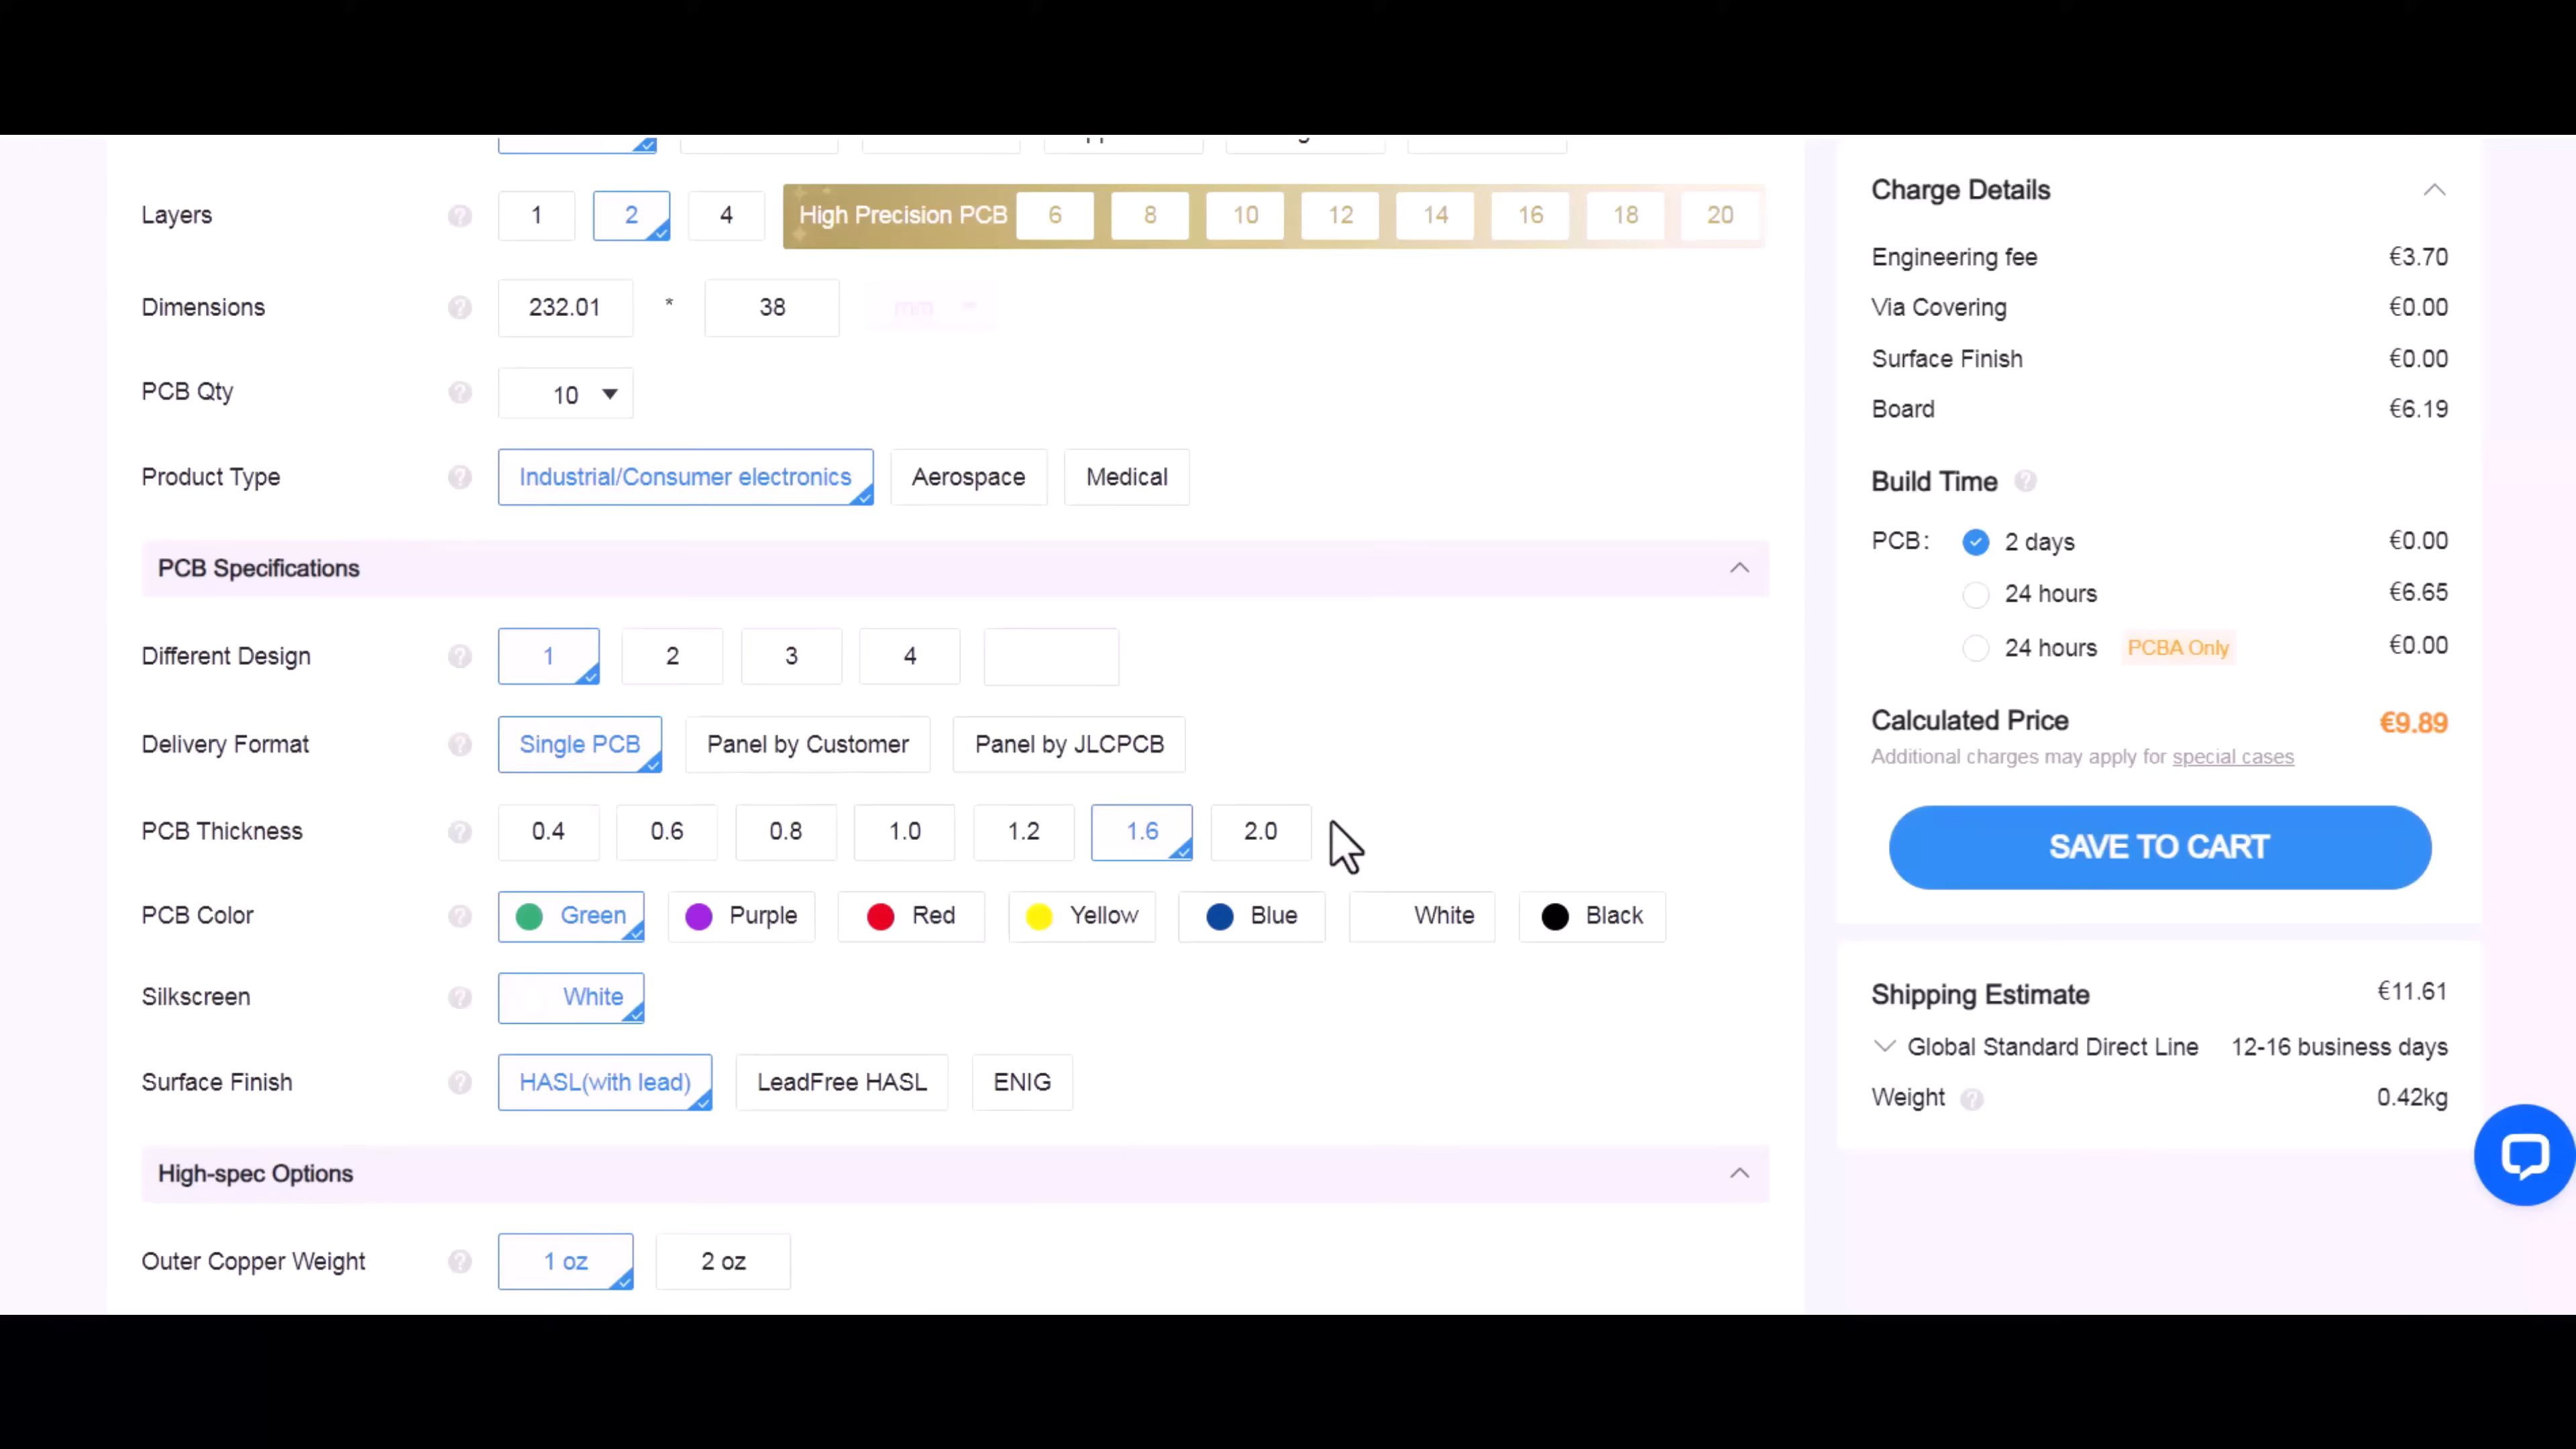 Layers ? 1 2 4 High Precision PCB 6 8 10 12 14 16 18 20
Dimensions ? 232.01 * 38 mm
PCB Qty ? 10
Product Type ? Industrial/Consumer electronics Aerospace Medical
PCB Specifications
Different Design ? 1 2 3 4
Delivery Format ? Single PCB Panel by Customer Panel by JLCPCB
PCB Thickness ? 0.4 0.6 0.8 1.0 1.2 1.6 2.0
PCB Color ? Green Purple Red Yellow Blue White Black
Silkscreen ? White
Surface Finish ? HASL(with lead) LeadFree HASL ENIG
High-spec Options
Outer Copper Weight ? 1 oz 2 oz
Charge Details
Engineering fee €3.70
Via Covering €0.00
Surface Finish €0.00
Board €6.19
Build Time ?
PCB: 2 days €0.00
24 hours €6.65
24 hours PCBA Only €0.00
Calculated Price €9.89
Additional charges may apply for special cases
SAVE TO CART
Shipping Estimate €11.61
Global Standard Direct Line 12-16 business days
Weight ? 0.42kg